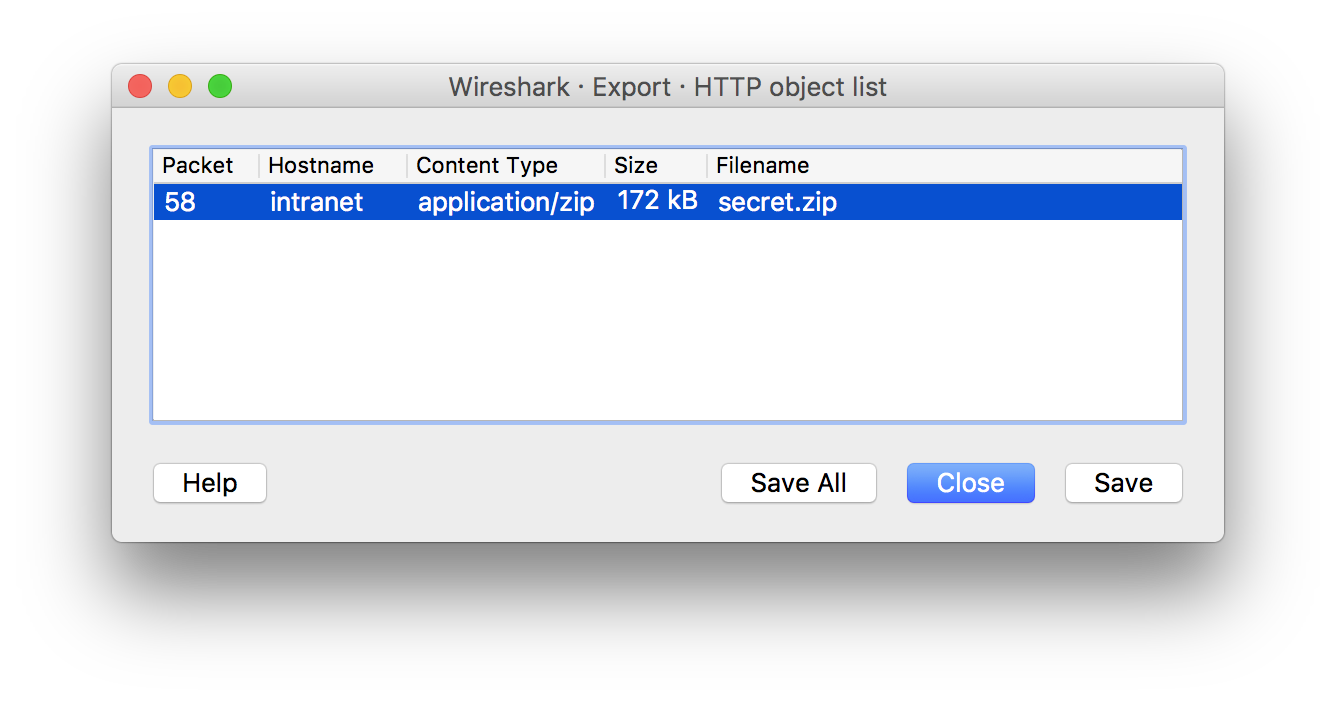 Wireshark · Export · HTTP object list
Packet Hostname Content Type Size Filename
58 intranet application/zip 172 kB secret.zip
Help Save All Close Save